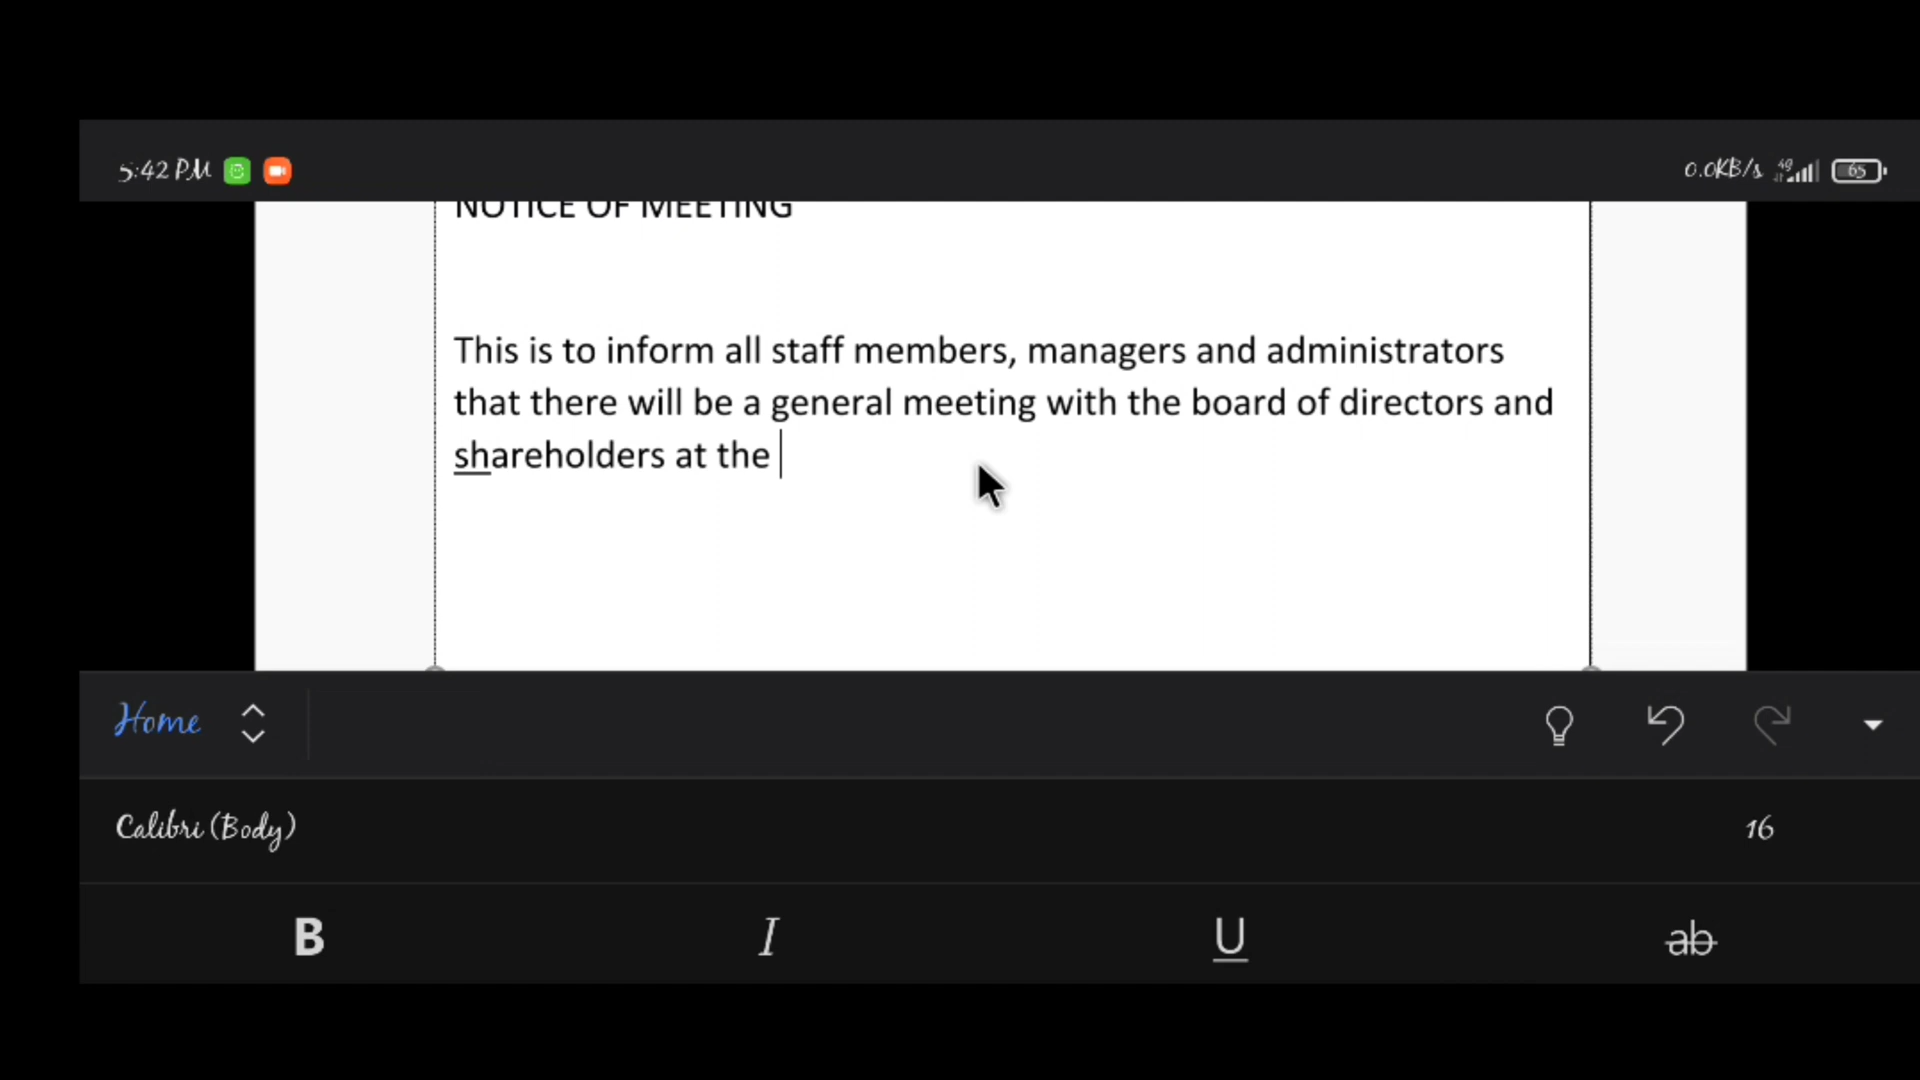 5:42 PM
0.0KB/s 4G 65
NOTICE OF MEETING
This is to inform all staff members, managers and administrators
that there will be a general meeting with the board of directors and
shareholders at the
Home
Calibri (Body)
16
B I U ab